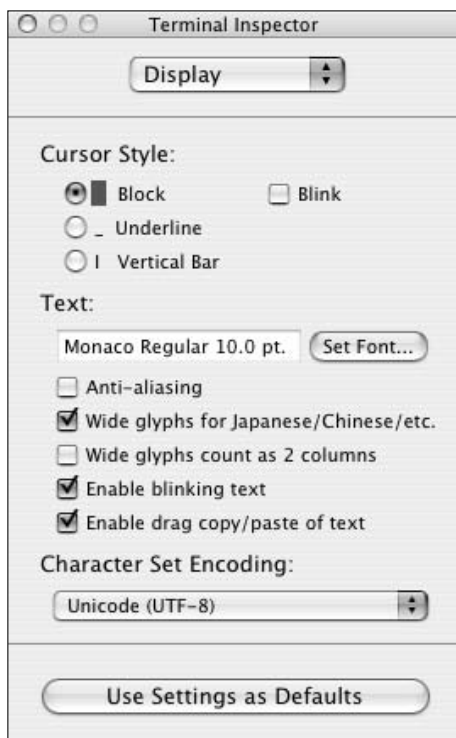 Terminal Inspector
Display
Cursor Style:
Block
Blink
_ Underline
| Vertical Bar
Text:
Monaco Regular 10.0 pt.
Set Font...
Anti-aliasing
Wide glyphs for Japanese/Chinese/etc.
Wide glyphs count as 2 columns
Enable blinking text
Enable drag copy/paste of text
Character Set Encoding:
Unicode (UTF-8)
Use Settings as Defaults